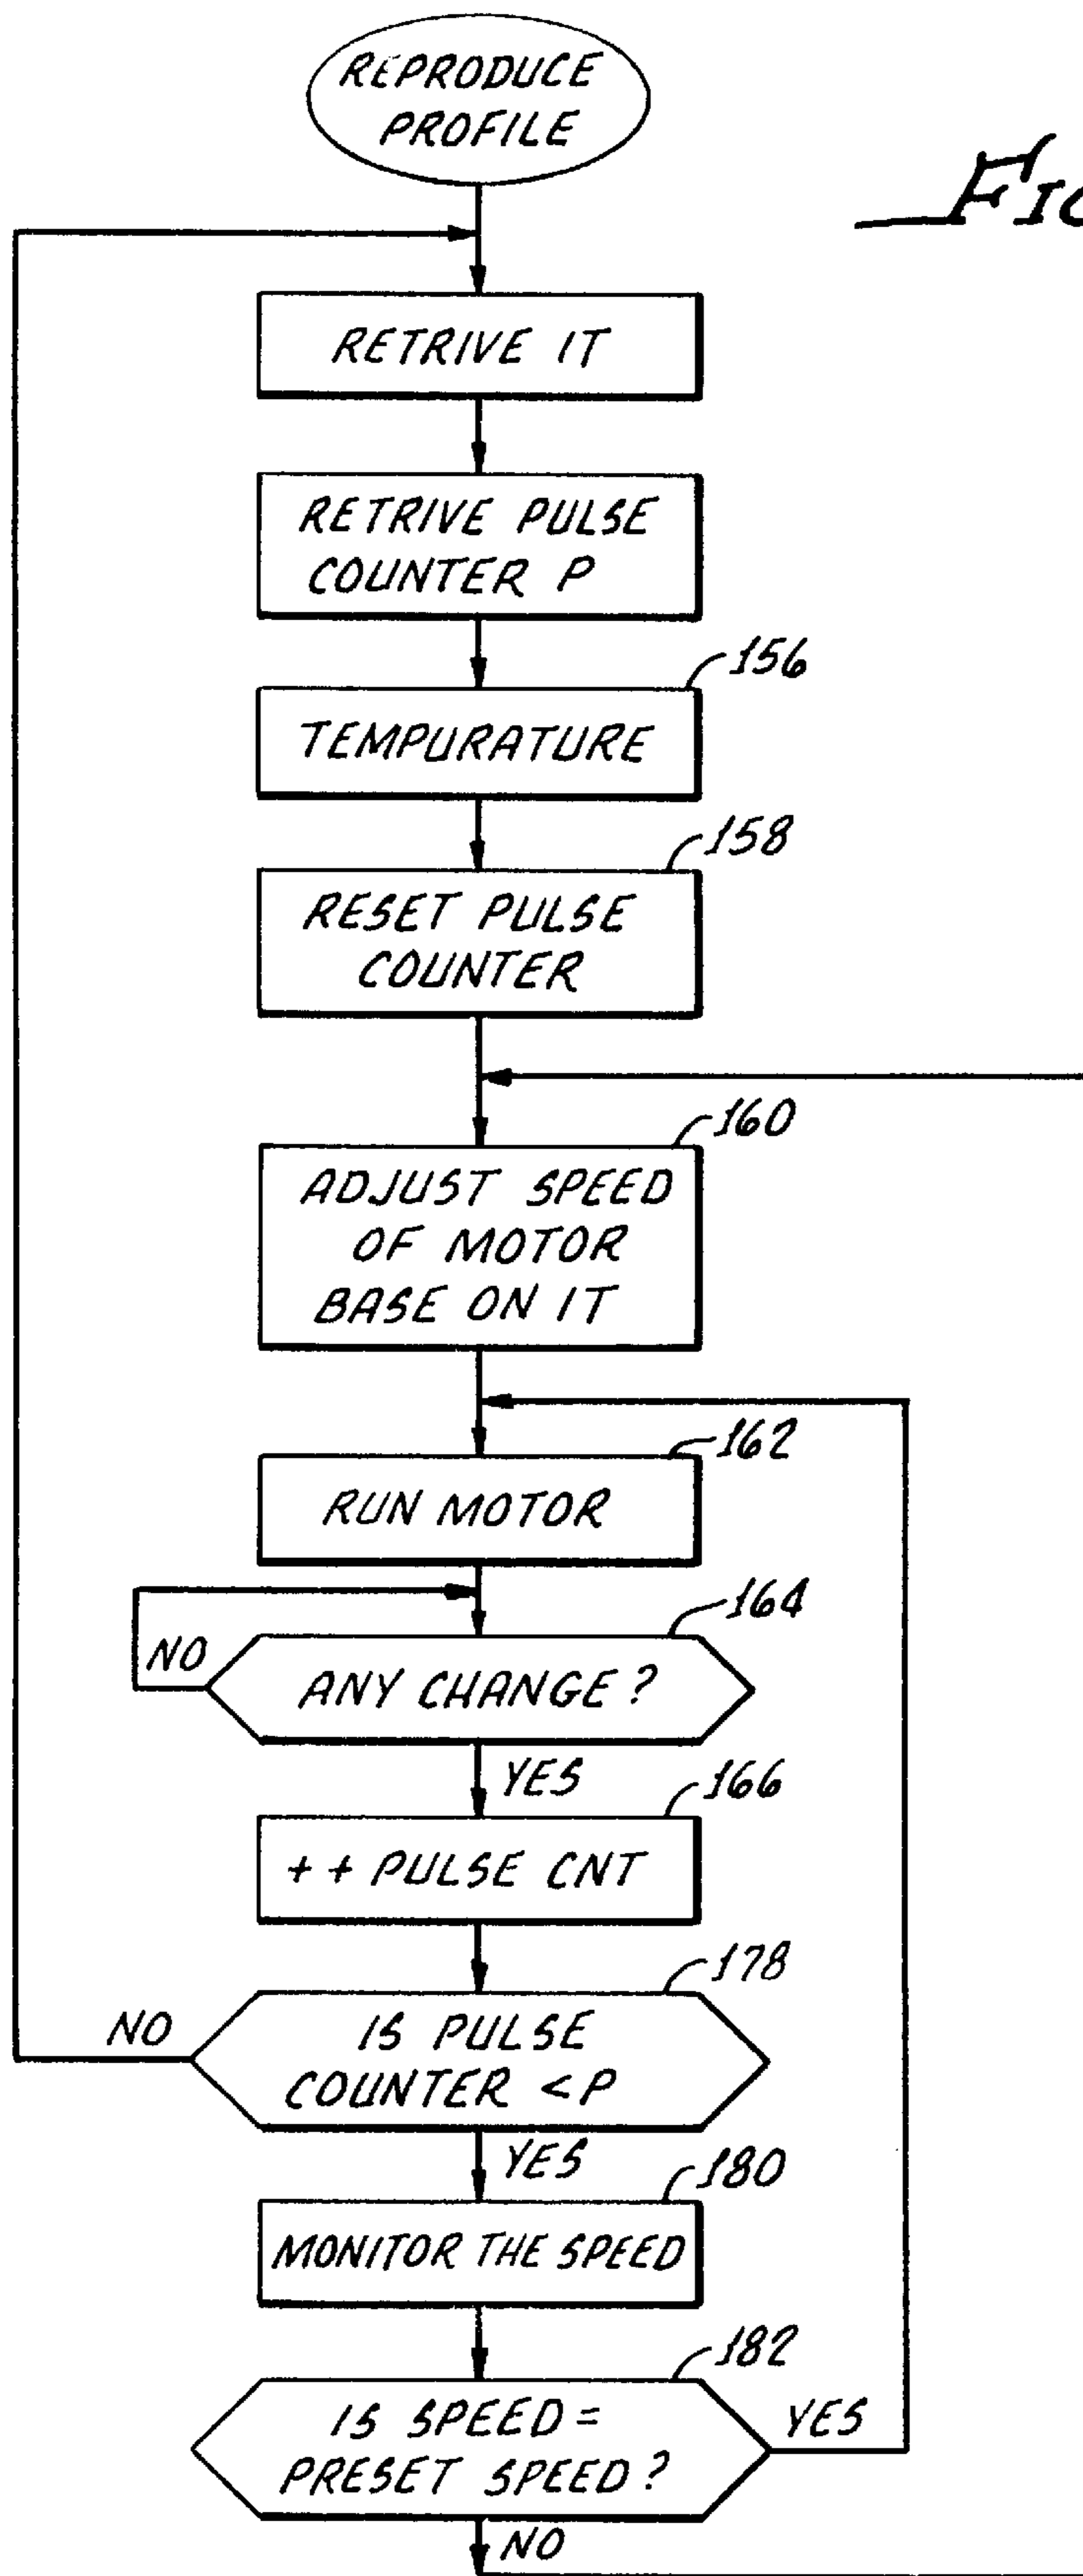 REPRODUCE
PROFILE
FIG
RETRIVE IT
RETRIVE PULSE
COUNTER P
156
TEMPURATURE
158
RESET PULSE
COUNTER
160
ADJUST SPEED
OF MOTOR
BASE ON IT
162
RUN MOTOR
164
NO
ANY CHANGE?
YES
166
++ PULSE CNT
178
NO
IS PULSE
COUNTER <P
YES
180
MONITOR THE SPEED
182
IS SPEED =
PRESET SPEED?
YES
NO